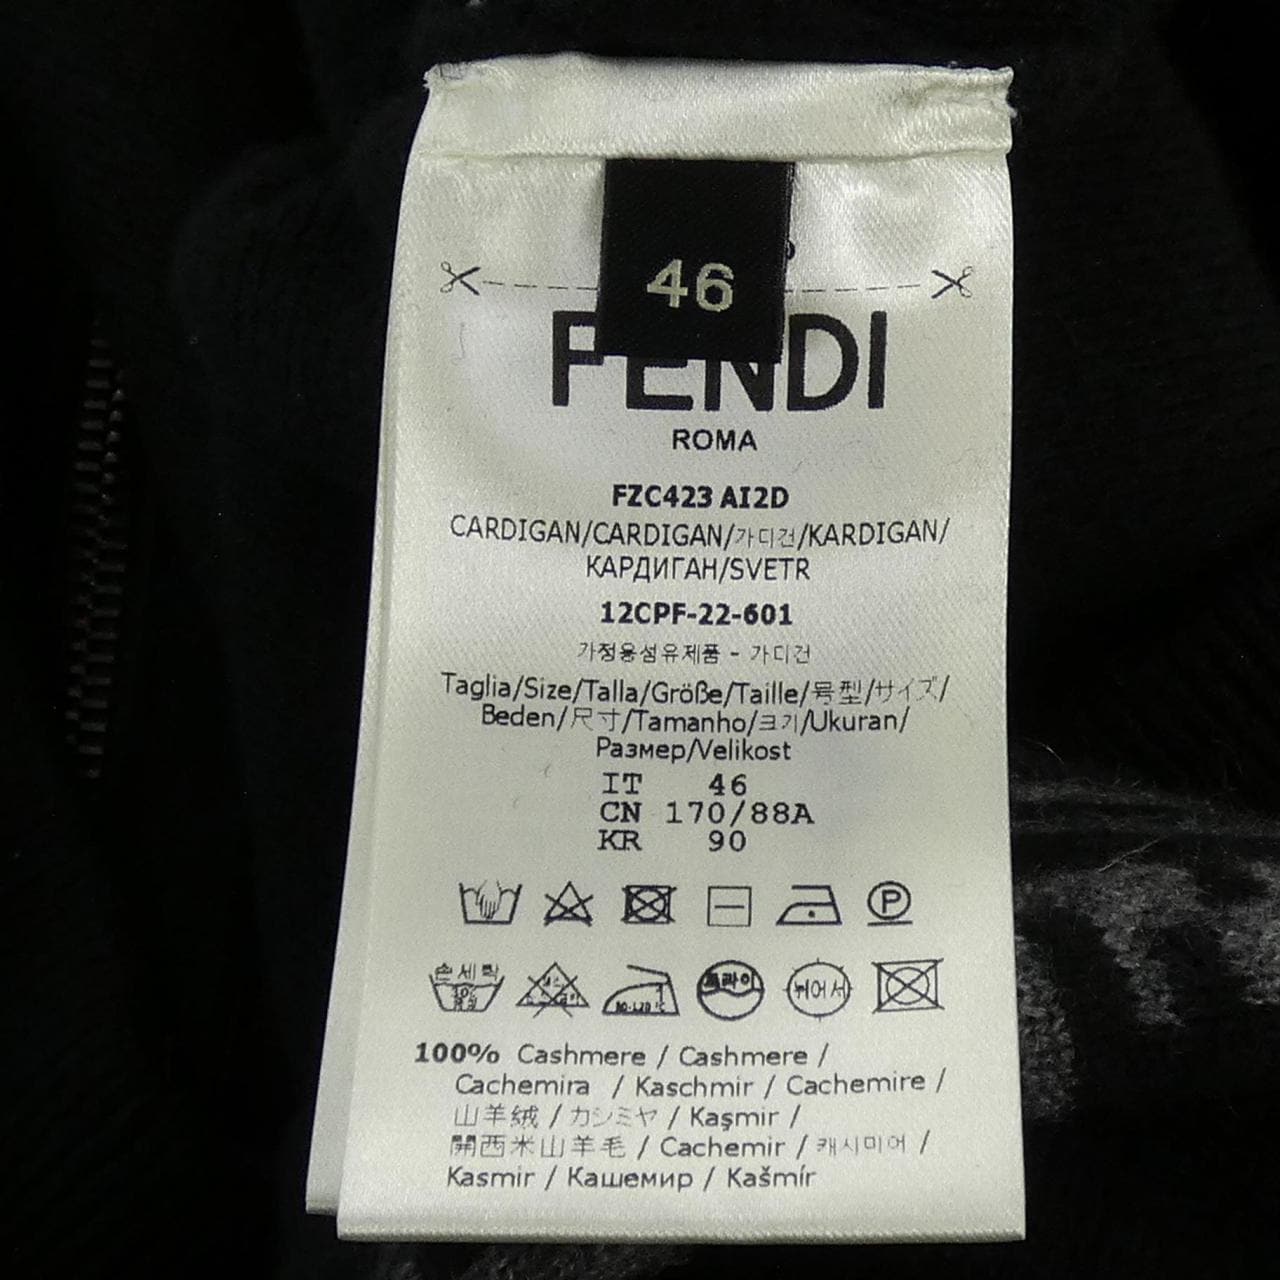 46
FENDI
ROMA
FZC423 AI2D
CARDIGAN/CARDIGAN/가디건/KARDIGAN/
КАРДИГАН/SVETR
12CPF-22-601
가정용섬유제품 - 가디건
Taglia/Size/Talla/Größe/Taille/号型/サイズ/
Beden/尺寸/Tamanho/크기/Ukuran/
Размер/Velikost
IT 46
CN 170/88A
KR 90
P
손세탁
드라이
뉘어서
100% Cashmere / Cashmere /
Cachemira / Kaschmir / Cachemire /
山羊絨 / カシミヤ / Kaşmir /
開西米山羊毛 / Cachemir / 캐시미어 /
Kasmir / Кашемир / Kašmír